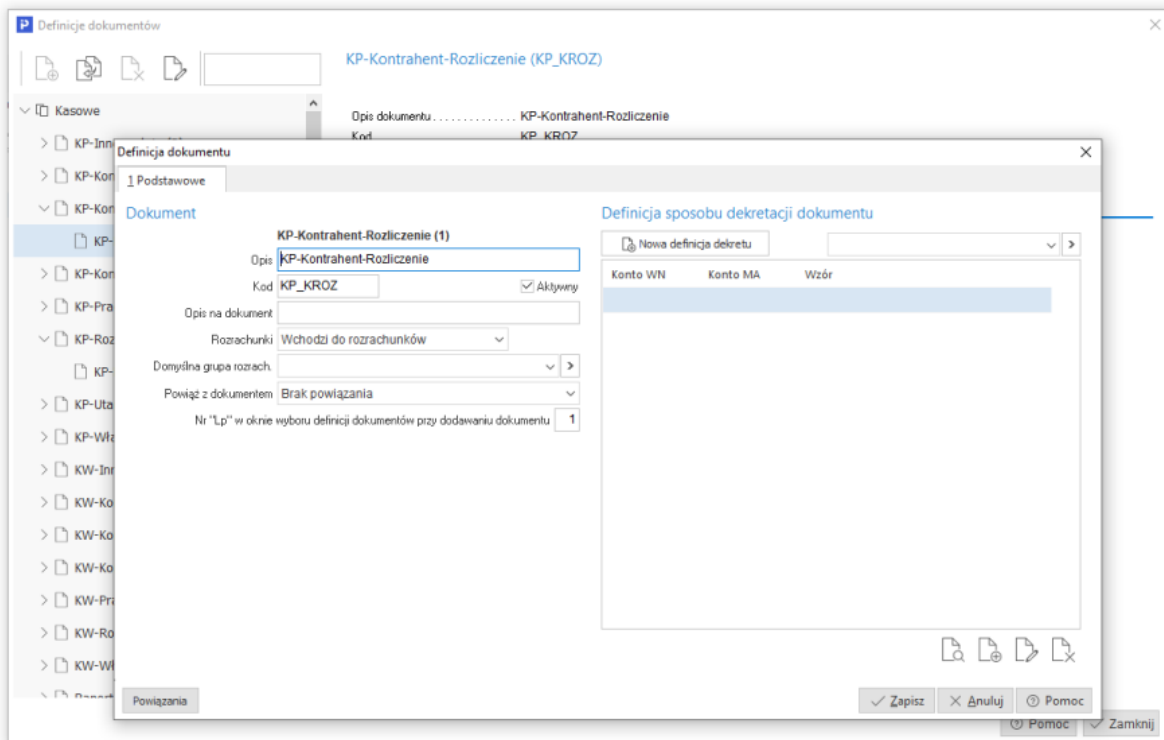 Definicje dokumentów
KP-Kontrahent-Rozliczenie (KP_KROZ)
Kasowe
Opis dokumentu.............. KP-Kontrahent-Rozliczenie
Kod KP_KROZ
KP-Inn
KP-Kon
KP-Kon
KP-
KP-Kon
KP-Pra
KP-Roz
KP-
KP-Uta
KP-Wła
KW-Inn
KW-Ko
KW-Ko
KW-Ko
KW-Pra
KW-Ro
KW-Wł
Raport
Definicja dokumentu
1 Podstawowe
Dokument
KP-Kontrahent-Rozliczenie (1)
Opis KP-Kontrahent-Rozliczenie
Kod KP_KROZ Aktywny
Opis na dokument
Rozrachunki Wchodzi do rozrachunków
Domyślna grupa rozrach.
Powiąż z dokumentem Brak powiązania
Nr "Lp" w oknie wyboru definicji dokumentów przy dodawaniu dokumentu 1
Definicja sposobu dekretacji dokumentu
Nowa definicja dekretu
Konto WN Konto MA Wzór
Powiązania
Zapisz Anuluj Pomoc
Pomoc Zamknij